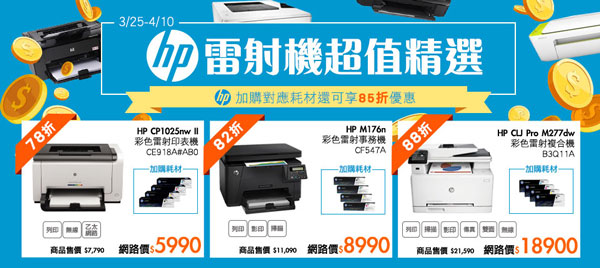 3/25-4/10
hp 雷射機超值精選
hp 加購對應耗材還可享85折優惠
78折
HP CP1025nw II
彩色雷射印表機
CE918A#AB0
加購耗材
列印 無線 乙太網路
商品售價 $7,790 網路價$5990
82折
HP M176n
彩色雷射事務機
CF547A
加購耗材
列印 影印 掃描
商品售價 $11,090 網路價$8990
88折
HP CLJ Pro M277dw
彩色雷射複合機
B3Q11A
加購耗材
列印 掃描 影印 傳真 雙面 無線
商品售價 $21,590 網路價$18900